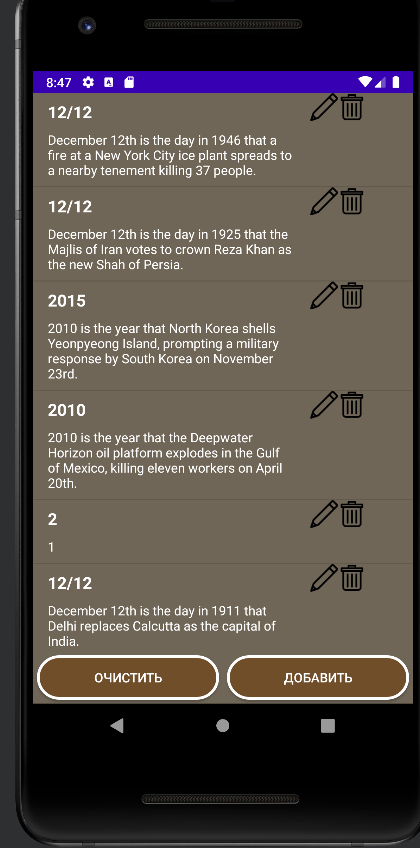 8:47
12/12
December 12th is the day in 1946 that a
fire at a New York City ice plant spreads to
a nearby tenement killing 37 people.
12/12
December 12th is the day in 1925 that the
Majlis of Iran votes to crown Reza Khan as
the new Shah of Persia.
2015
2010 is the year that North Korea shells
Yeonpyeong Island, prompting a military
response by South Korea on November
23rd.
2010
2010 is the year that the Deepwater
Horizon oil platform explodes in the Gulf
of Mexico, killing eleven workers on April
20th.
2
1
12/12
December 12th is the day in 1911 that
Delhi replaces Calcutta as the capital of
India.
ОЧИСТИТЬ ДОБАВИТЬ